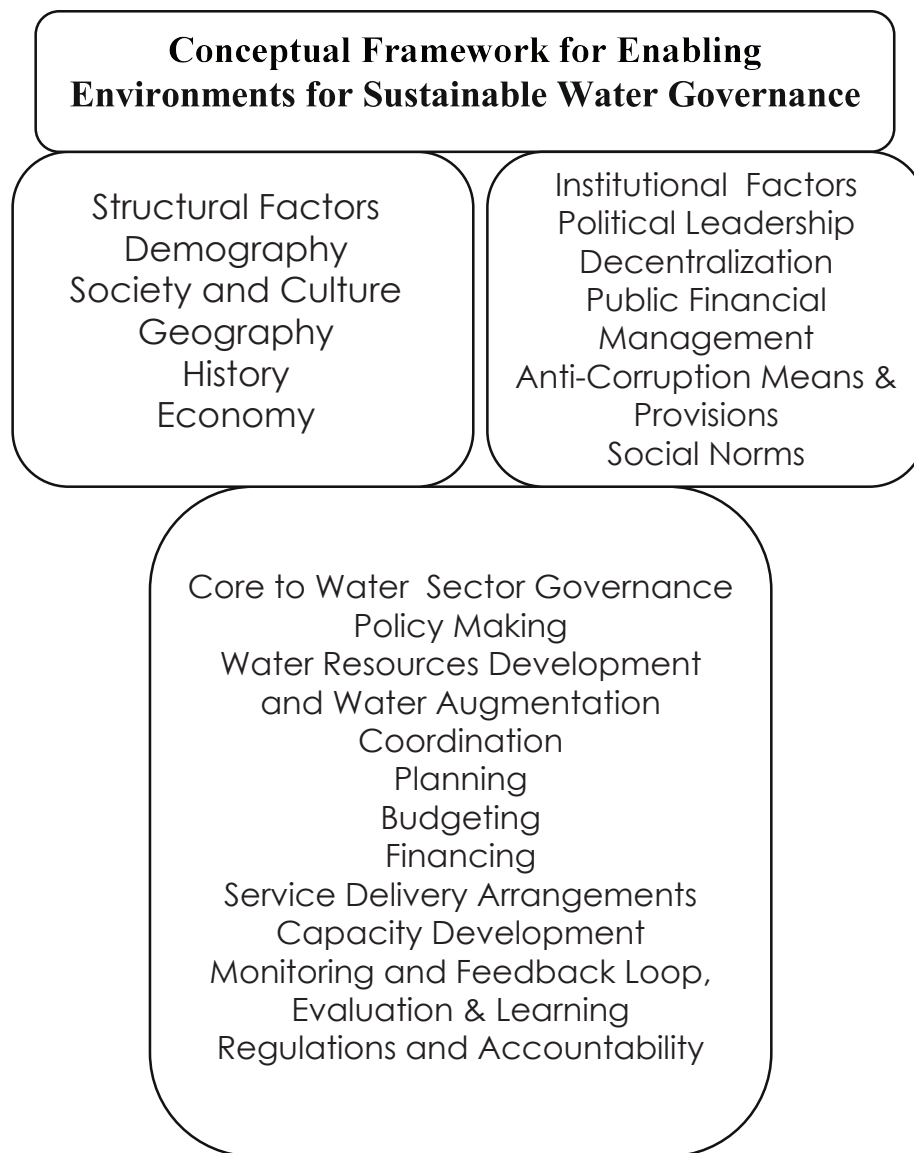 Conceptual Framework for Enabling
Environments for Sustainable Water Governance
Structural Factors
Demography
Society and Culture
Geography
History
Economy
Institutional Factors
Political Leadership
Decentralization
Public Financial
Management
Anti-Corruption Means &
Provisions
Social Norms
Core to Water Sector Governance
Policy Making
Water Resources Development
and Water Augmentation
Coordination
Planning
Budgeting
Financing
Service Delivery Arrangements
Capacity Development
Monitoring and Feedback Loop,
Evaluation & Learning
Regulations and Accountability